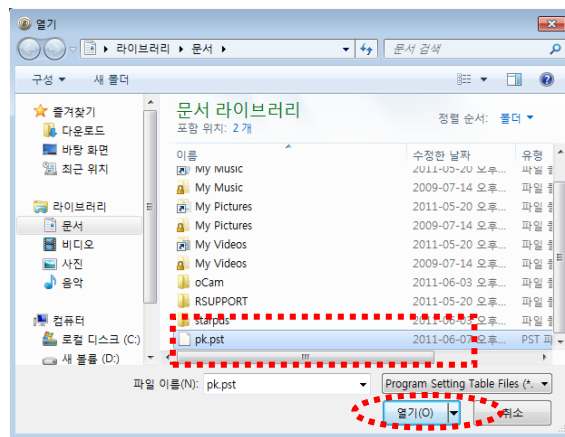 열기
라이브러리 ▸ 문서 ▸
문서 검색
구성 ▼ 새 폴더
즐겨찾기
다운로드
바탕 화면
최근 위치
라이브러리
문서
비디오
사진
음악
컴퓨터
로컬 디스크 (C:)
새 볼륨 (D:)
문서 라이브러리
포함 위치: 2개
정렬 순서: 폴더 ▼
이름 수정한 날짜 유형
My Music 2011-05-20 오후... 파일
My Music 2009-07-14 오후... 파일
My Pictures 2011-05-20 오후... 파일
My Pictures 2009-07-14 오후... 파일
My Videos 2011-05-20 오후... 파일
My Videos 2009-07-14 오후... 파일
oCam 2011-06-03 오후... 파일
RSUPPORT 2011-05-20 오후... 파일
2011-06-03 오후... 파일
pk.pst 2011-06-07 오후... PST
파일 이름(N): pk.pst
Program Setting Table Files (*.
열기(O) 취소